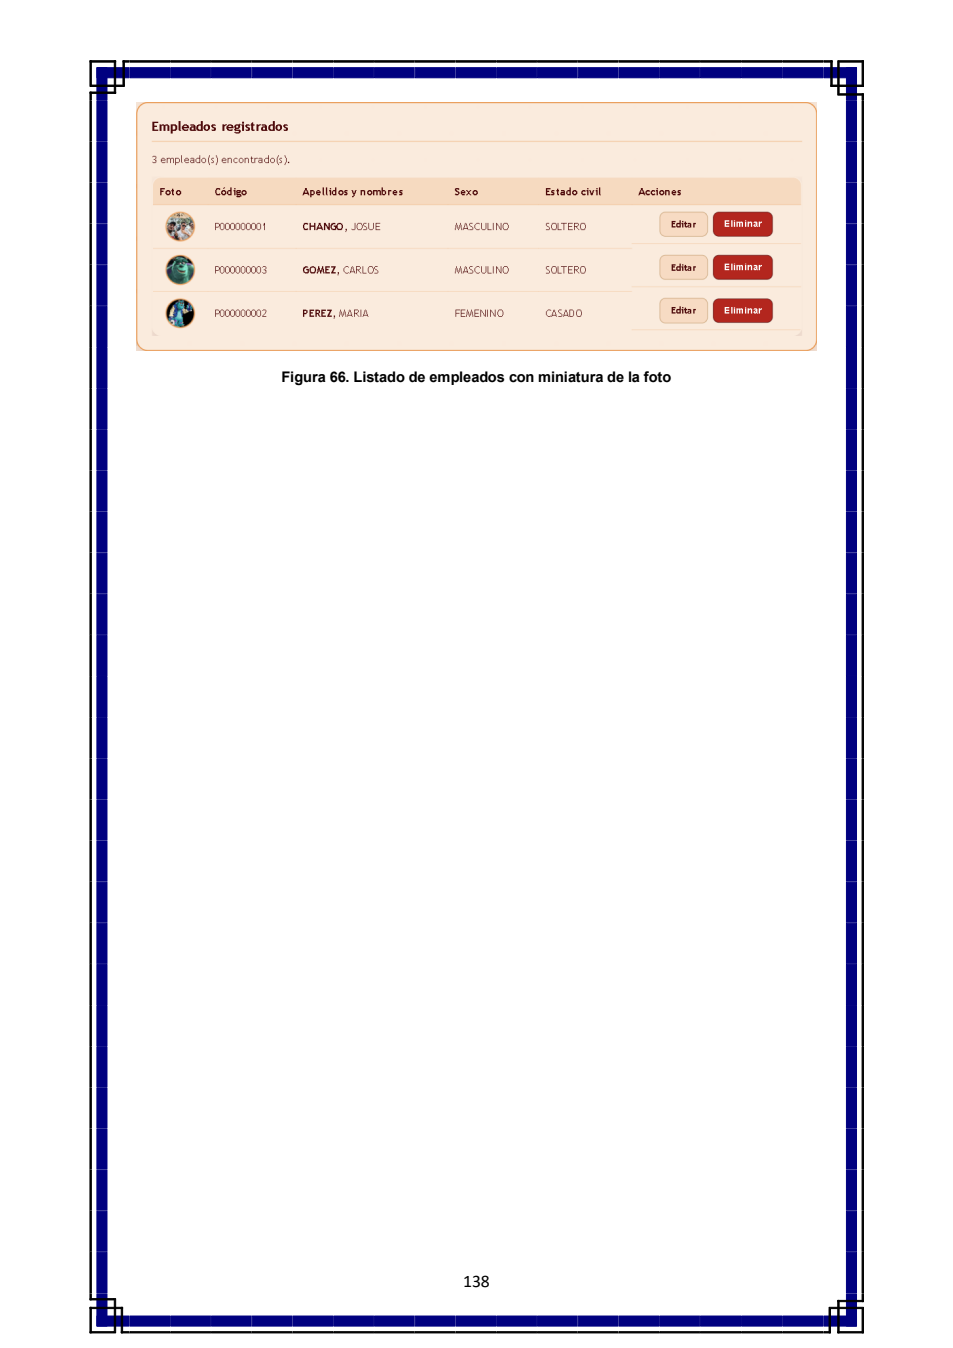 Empleados registrados
3 empleado(s) encontrado(s).
Foto Código Apellidos y nombres Sexo Estado civil Acciones
P000000001 CHANGO, JOSUE MASCULINO SOLTERO Editar Eliminar
P000000003 GOMEZ, CARLOS MASCULINO SOLTERO Editar Eliminar
P000000002 PEREZ, MARIA FEMENINO CASADO Editar Eliminar
Figura 66. Listado de empleados con miniatura de la foto
138